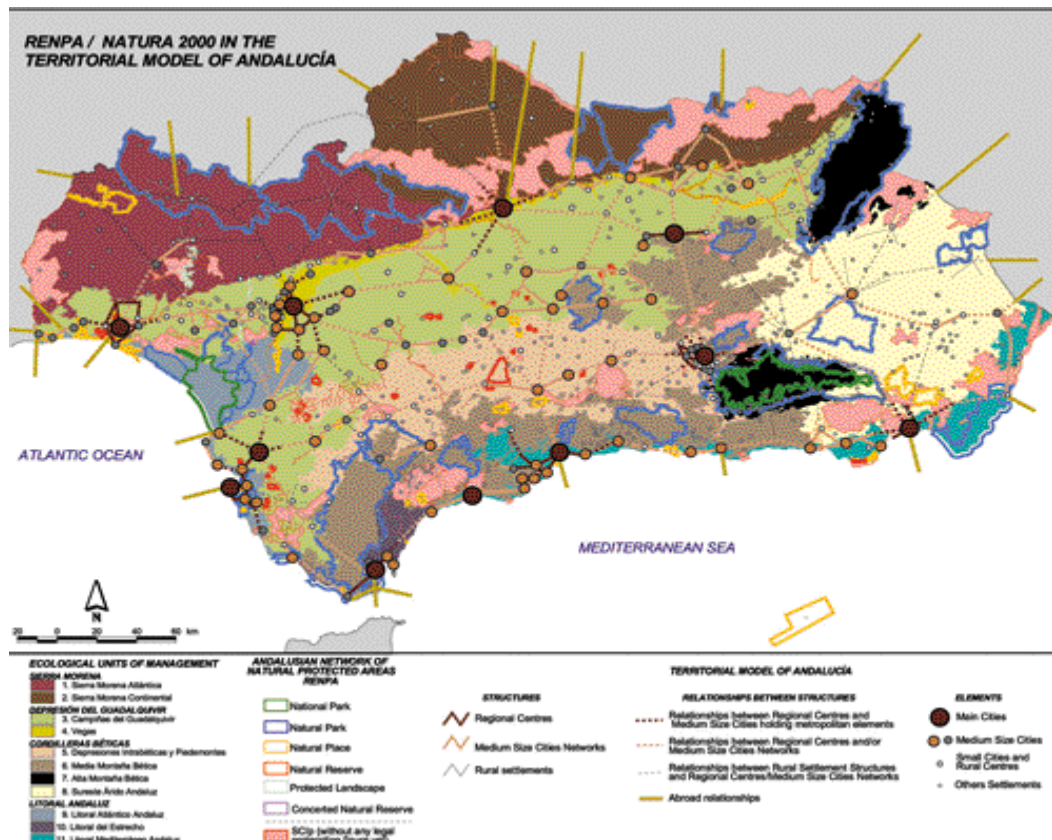 RENPA / NATURA 2000 IN THE
TERRITORIAL MODEL OF ANDALUCÍA
ATLANTIC OCEAN
MEDITERRANEAN SEA
N
20 0 20 40 60 km
ECOLOGICAL UNITS OF MANAGEMENT
SIERRA MORENA
1. Sierra Morena Atlántica
2. Sierra Morena Continental
DEPRESIÓN DEL GUADALQUIVIR
3. Campiñas del Guadalquivir
4. Vegas
CORDILLERAS BÉTICAS
5. Depresiones Intrabéticas y Piedemontes
6. Media Montaña Bética
7. Alta Montaña Bética
8. Sureste Árido Andaluz
LITORAL ANDALUZ
9. Litoral Atlántico Andaluz
10. Litoral del Estrecho
11. Litoral Mediterráneo Andaluz
ANDALUSIAN NETWORK OF
NATURAL PROTECTED AREAS
RENPA
National Park
Natural Park
Natural Place
Natural Reserve
Protected Landscape
Concerted Natural Reserve
SCIp (without any legal
TERRITORIAL MODEL OF ANDALUCÍA
STRUCTURES
Regional Centres
Medium Size Cities Networks
Rural settlements
RELATIONSHIPS BETWEEN STRUCTURES
Relationships between Regional Centres and
Medium Size Cities holding metropolitan elements
Relationships between Regional Centres and/or
Medium Size Cities Networks
Relationships between Rural Settlement Structures
and Regional Centres/Medium Size Cities Networks
Abroad relationships
ELEMENTS
Main Cities
Medium Size Cities
Small Cities and
Rural Centres
Others Settlements